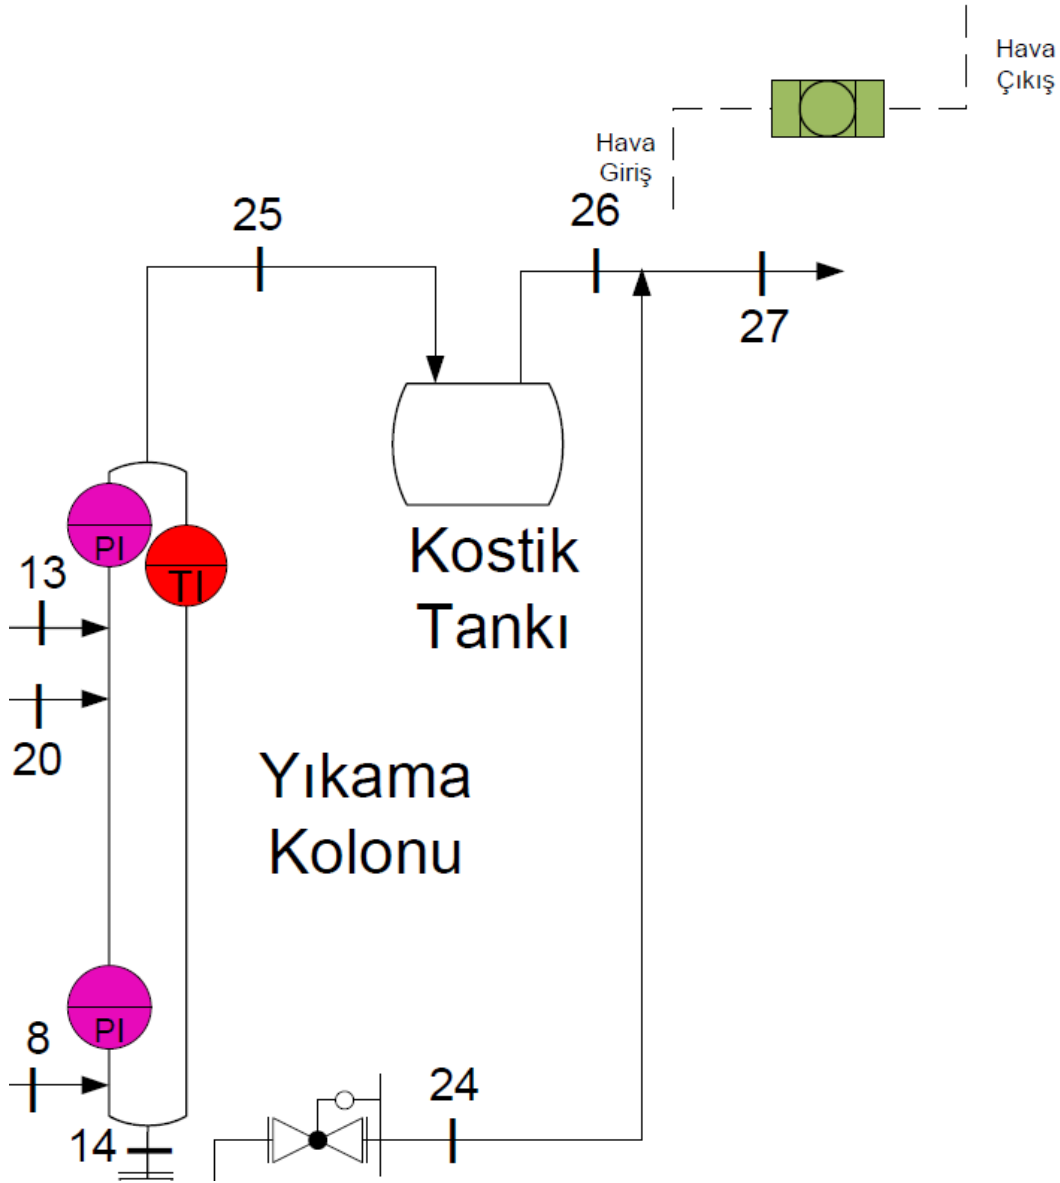 Hava
Çıkış
Hava
Giriş
25
26
27
PI
TI
Kostik
Tankı
13
20
Yıkama
Kolonu
PI
8
24
14